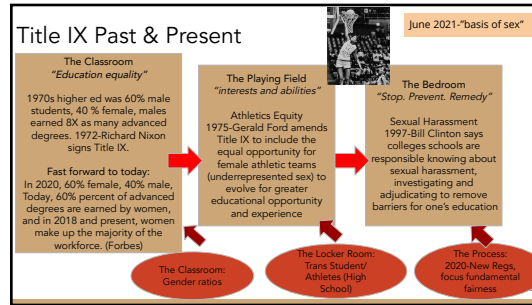 Title IX Past & Present
June 2021-"basis of sex"
The Classroom
"Education equality"
1970s higher ed was 60% male
students, 40 % female, males
earned 8X as many advanced
degrees. 1972-Richard Nixon
signs Title IX.
Fast forward to today:
In 2020, 60% female, 40% male,
Today, 60% percent of advanced
degrees are earned by women,
and in 2018 and present, women
make up the majority of the
workforce. (Forbes)
The Playing Field
"interests and abilities"
Athletics Equity
1975-Gerald Ford amends
Title IX to include the
equal opportunity for
female athletic teams
(underrepresented sex) to
evolve for greater
educational opportunity
and experience
The Bedroom
"Stop. Prevent. Remedy"
Sexual Harassment
1997-Bill Clinton says
colleges schools are
responsible knowing about
sexual harassment,
investigating and
adjudicating to remove
barriers for one's education
The Classroom:
Gender ratios
The Locker Room:
Trans Student/
Athletes (High
School)
The Process:
2020-New Regs,
focus fundamental
fairness